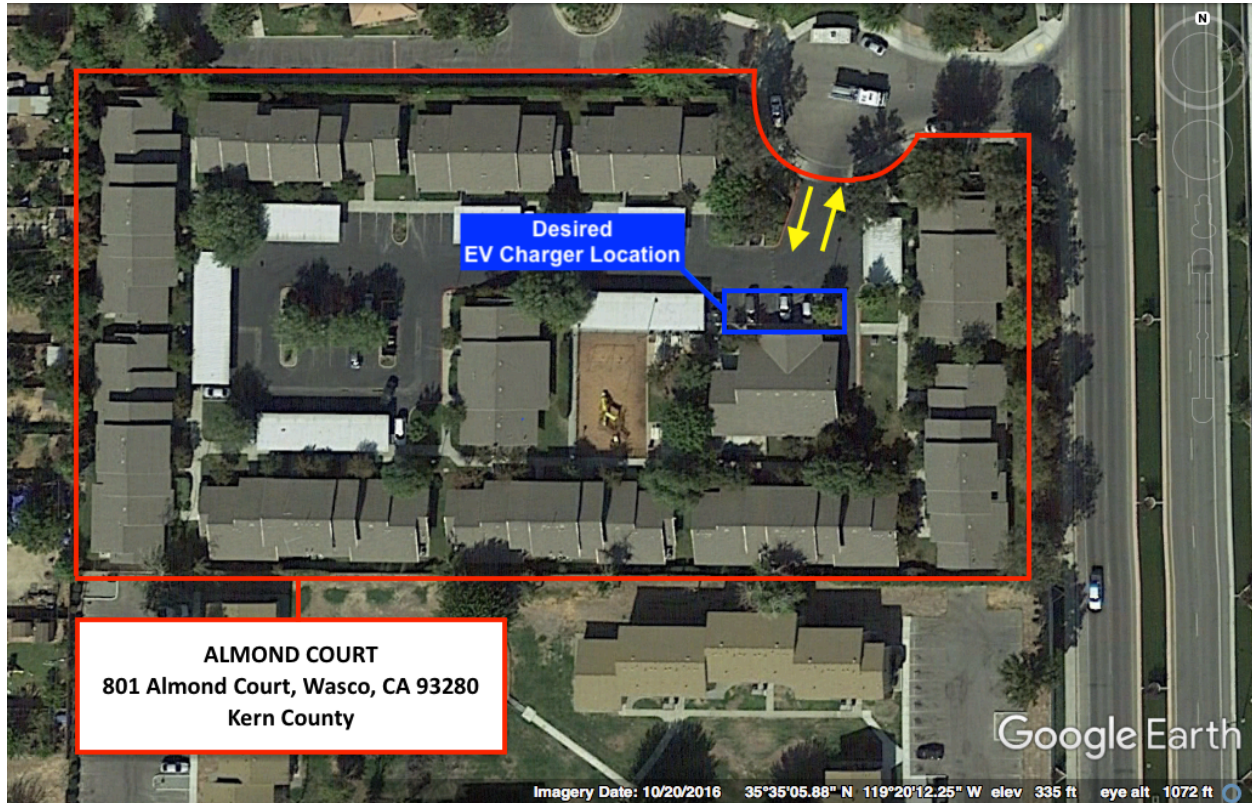 N
Desired
EV Charger Location
ALMOND COURT
801 Almond Court, Wasco, CA 93280
Kern County
Google Earth
Imagery Date: 10/20/2016 35°35'05.88" N 119°20'12.25" W elev 335 ft eye alt 1072 ft